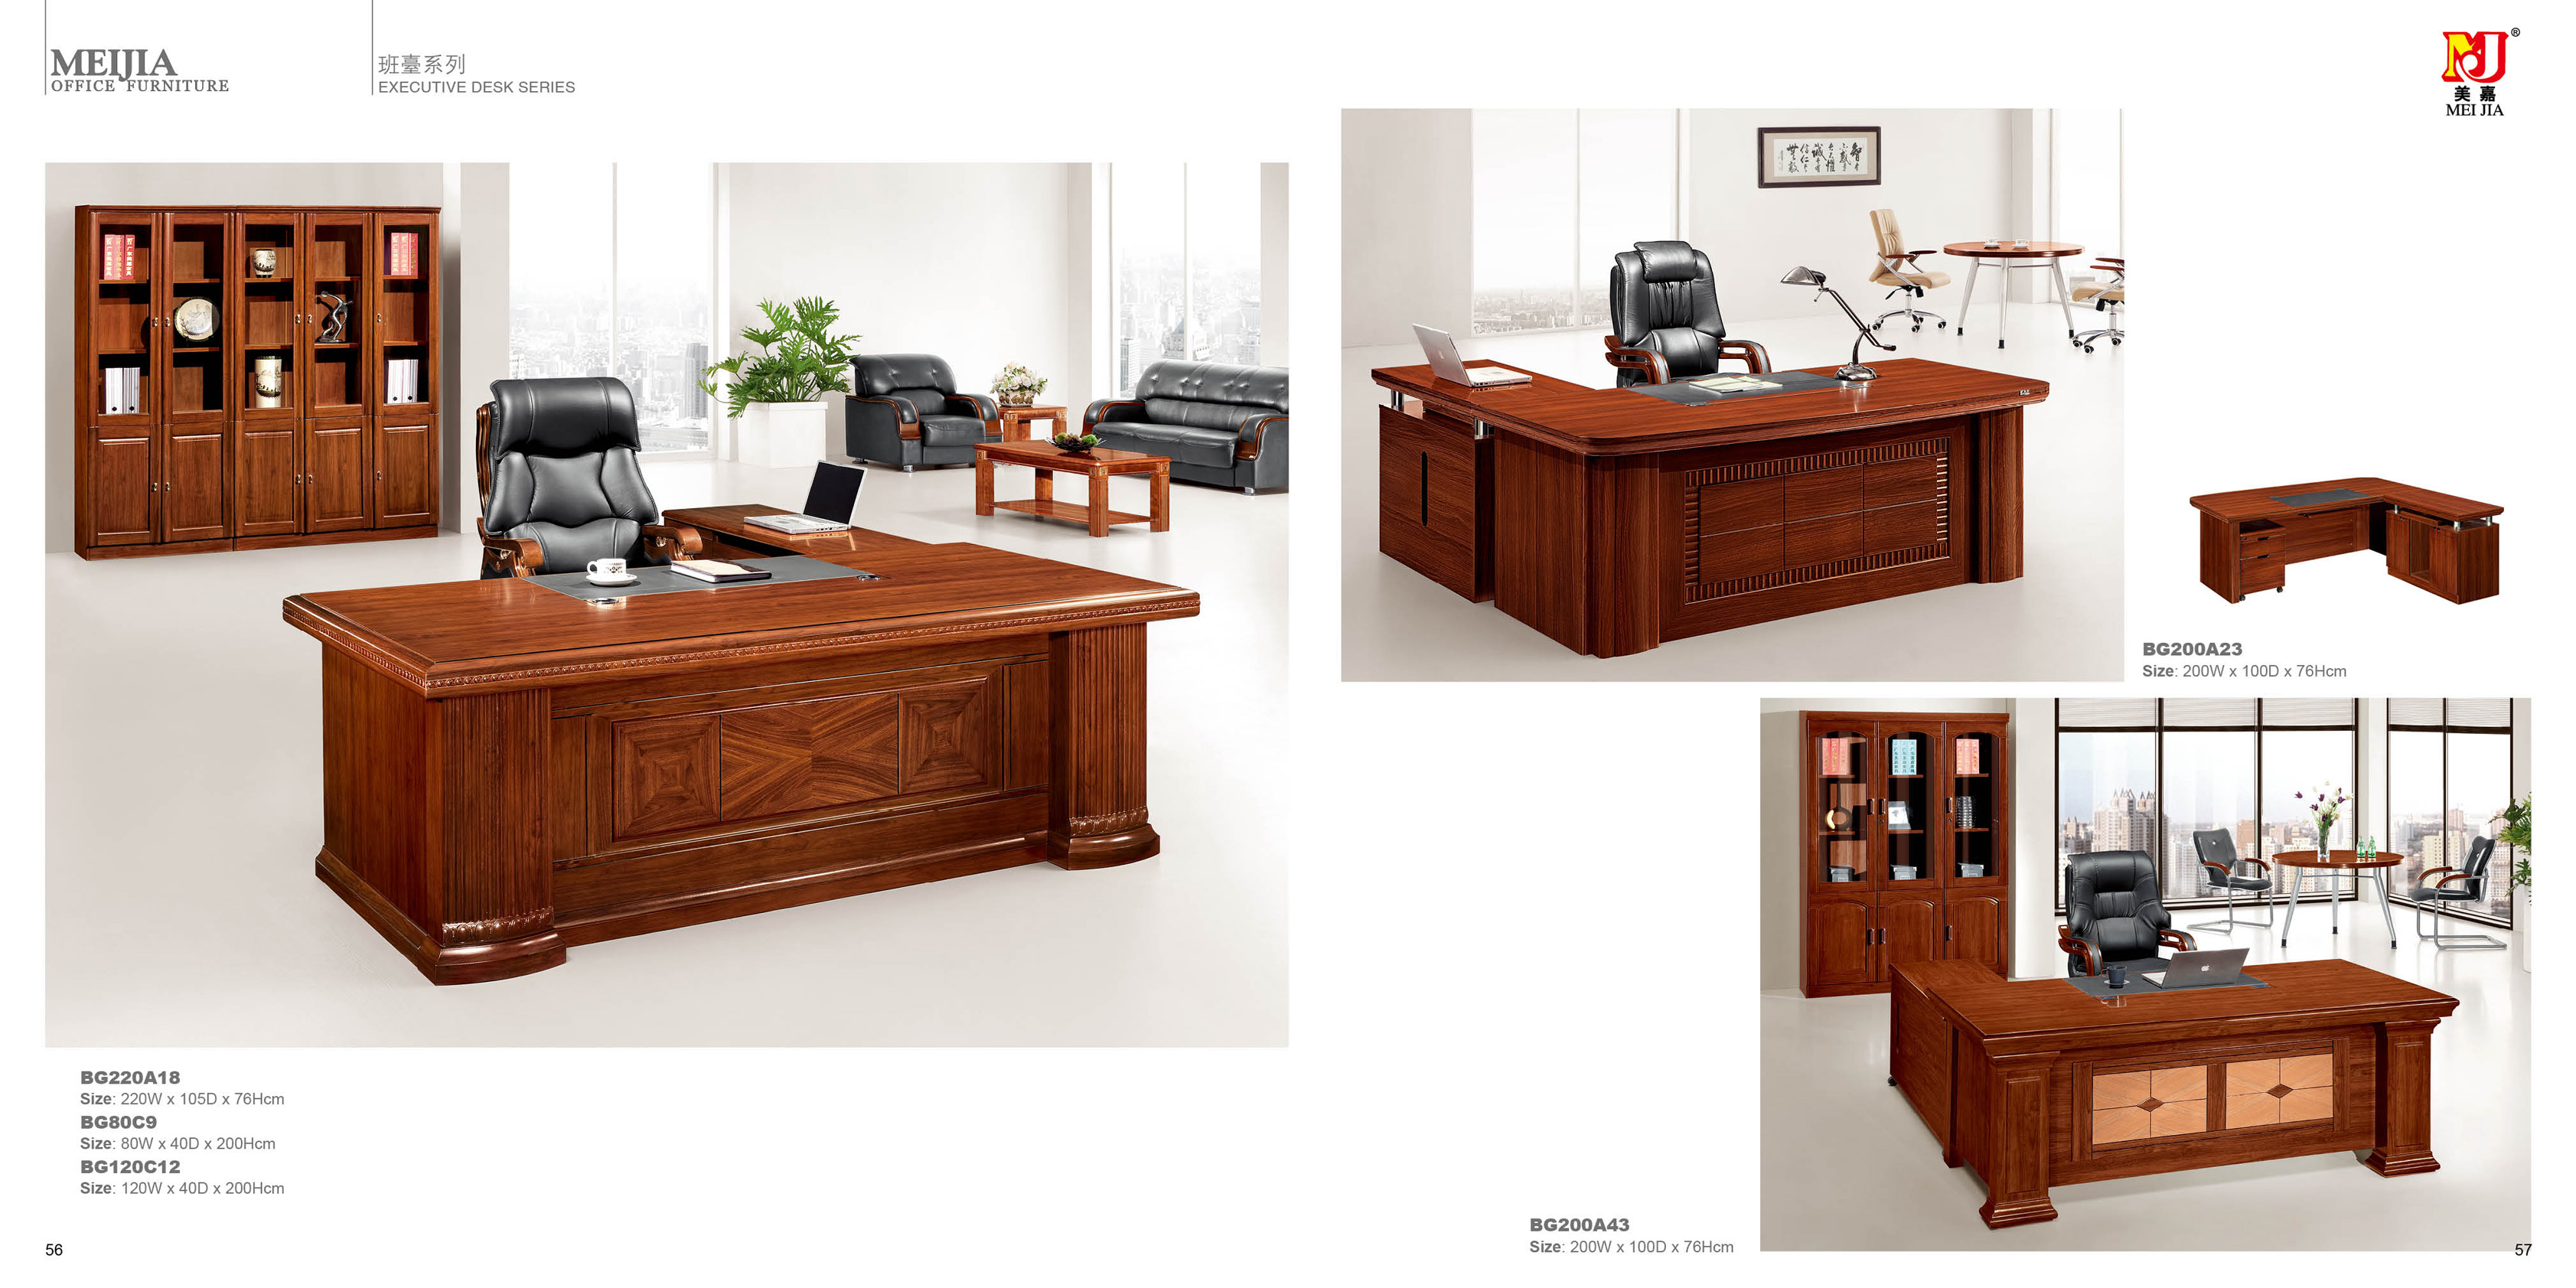 MEIJIA
OFFICE FURNITURE
班臺系列
EXECUTIVE DESK SERIES
MJ®
美嘉
MEI JIA
BG220A18
Size: 220W x 105D x 76Hcm
BG80C9
Size: 80W x 40D x 200Hcm
BG120C12
Size: 120W x 40D x 200Hcm
56
BG200A23
Size: 200W x 100D x 76Hcm
BG200A43
Size: 200W x 100D x 76Hcm
57